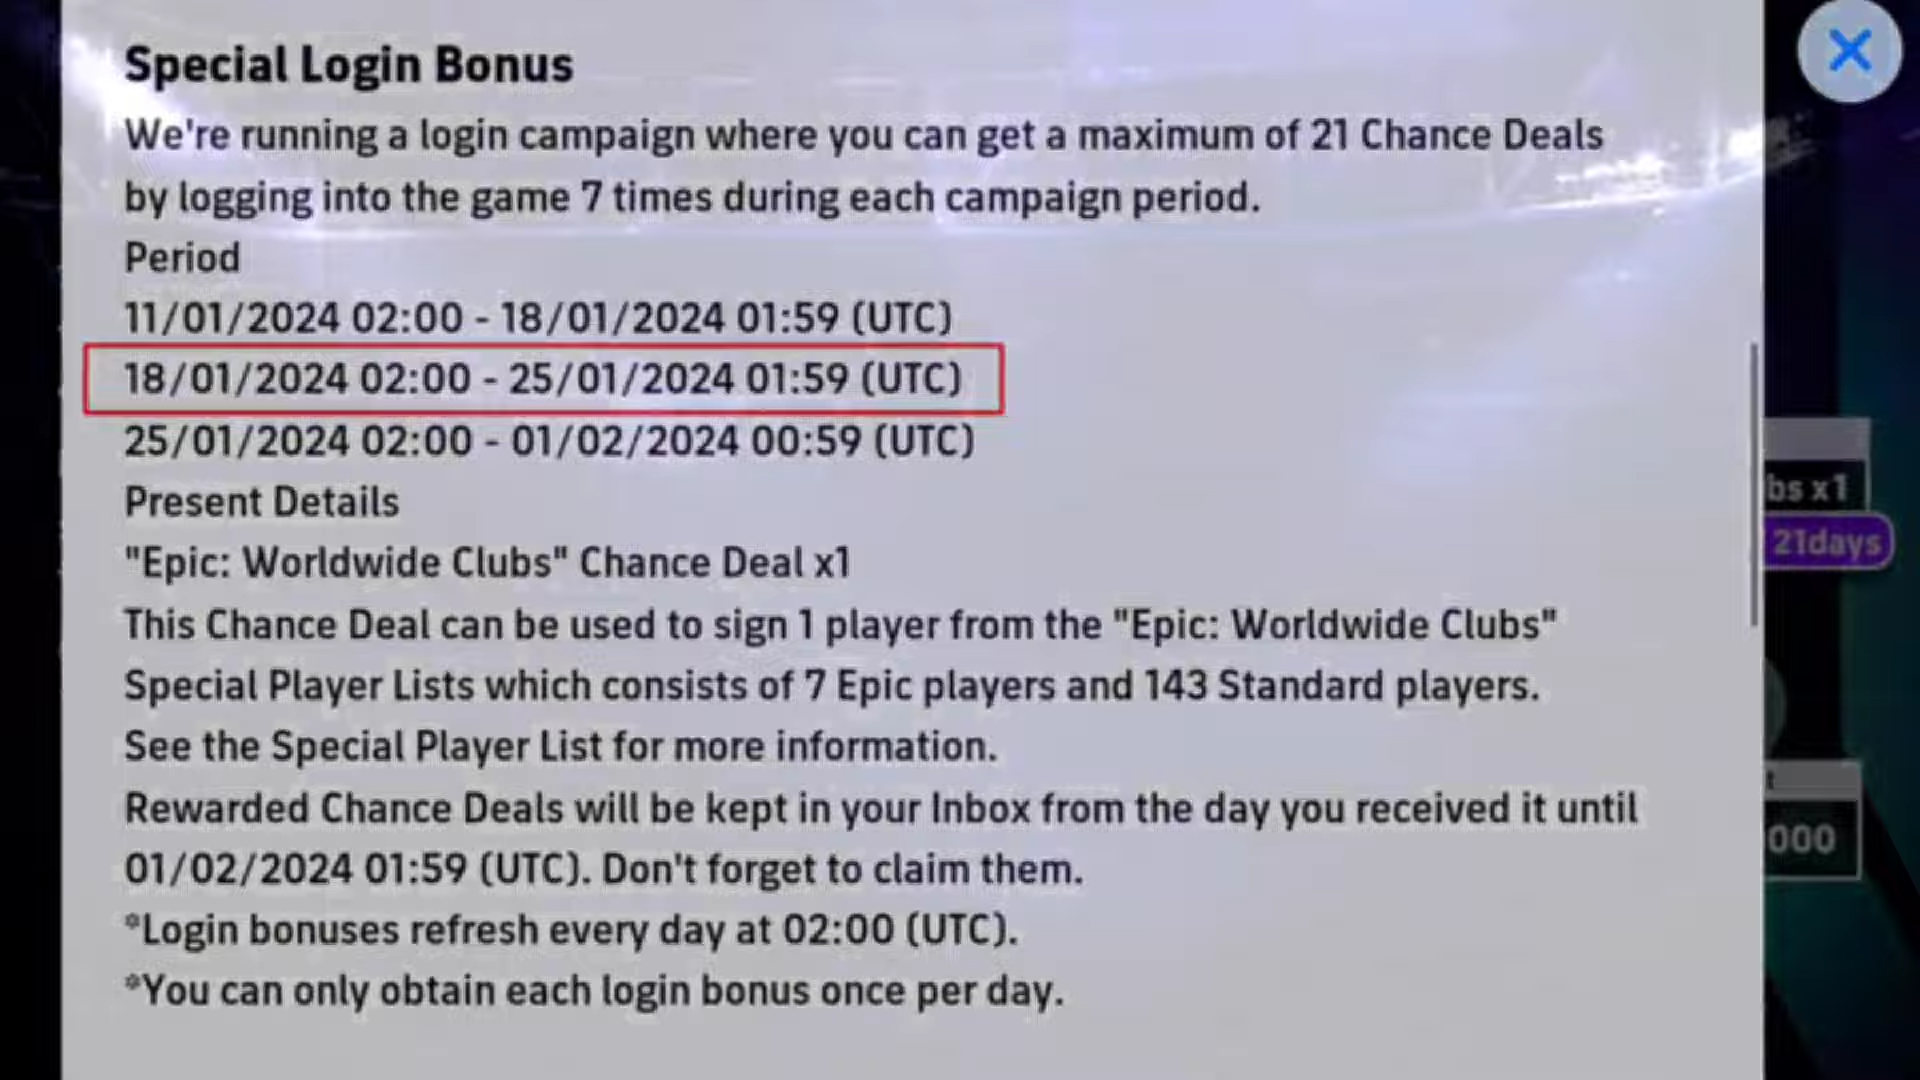 Special Login Bonus
We're running a login campaign where you can get a maximum of 21 Chance Deals
by logging into the game 7 times during each campaign period.
Period
11/01/2024 02:00 - 18/01/2024 01:59 (UTC)
18/01/2024 02:00 - 25/01/2024 01:59 (UTC)
25/01/2024 02:00 - 01/02/2024 00:59 (UTC)
Present Details
"Epic: Worldwide Clubs" Chance Deal x1
This Chance Deal can be used to sign 1 player from the "Epic: Worldwide Clubs"
Special Player Lists which consists of 7 Epic players and 143 Standard players.
See the Special Player List for more information.
Rewarded Chance Deals will be kept in your Inbox from the day you received it until
01/02/2024 01:59 (UTC). Don't forget to claim them.
*Login bonuses refresh every day at 02:00 (UTC).
*You can only obtain each login bonus once per day.
bs x1
21days
t
000